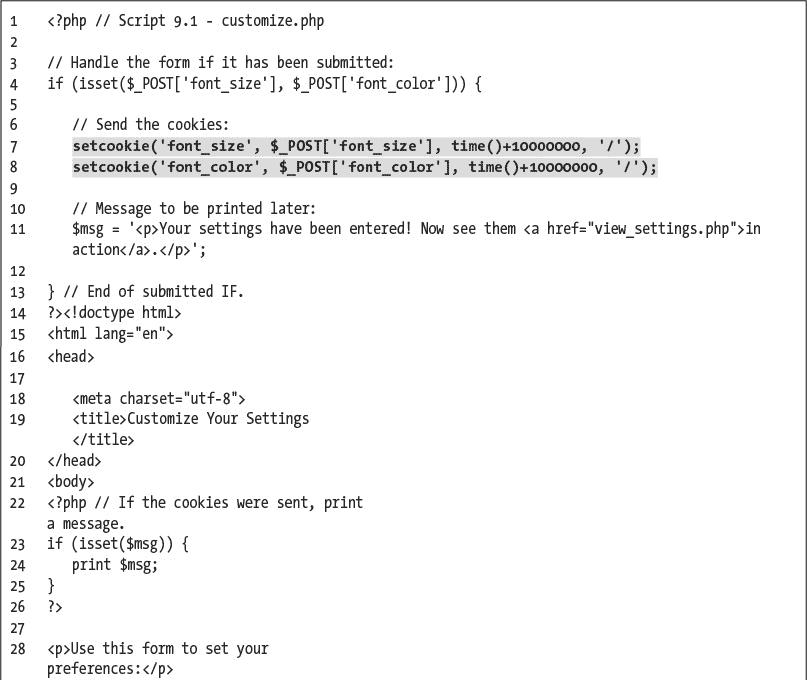 1 <?php // Script 9.1 - customize.php
2
3 // Handle the form if it has been submitted:
4 if (isset($_POST['font_size'], $_POST['font_color'])) {
5
6 // Send the cookies:
7 setcookie('font_size', $_POST['font_size'], time()+10000000, '/');
8 setcookie('font_color', $_POST['font_color'], time()+10000000, '/');
9
10 // Message to be printed later:
11 $msg = '<p>Your settings have been entered! Now see them <a href="view_settings.php">in
action</a>.</p>';
12
13 } // End of submitted IF.
14 ?><!doctype html>
15 <html lang="en">
16 <head>
17
18 <meta charset="utf-8">
19 <title>Customize Your Settings
</title>
20 </head>
21 <body>
22 <?php // If the cookies were sent, print
a message.
23 if (isset($msg)) {
24 print $msg;
25 }
26 ?>
27
28 <p>Use this form to set your
preferences:</p>